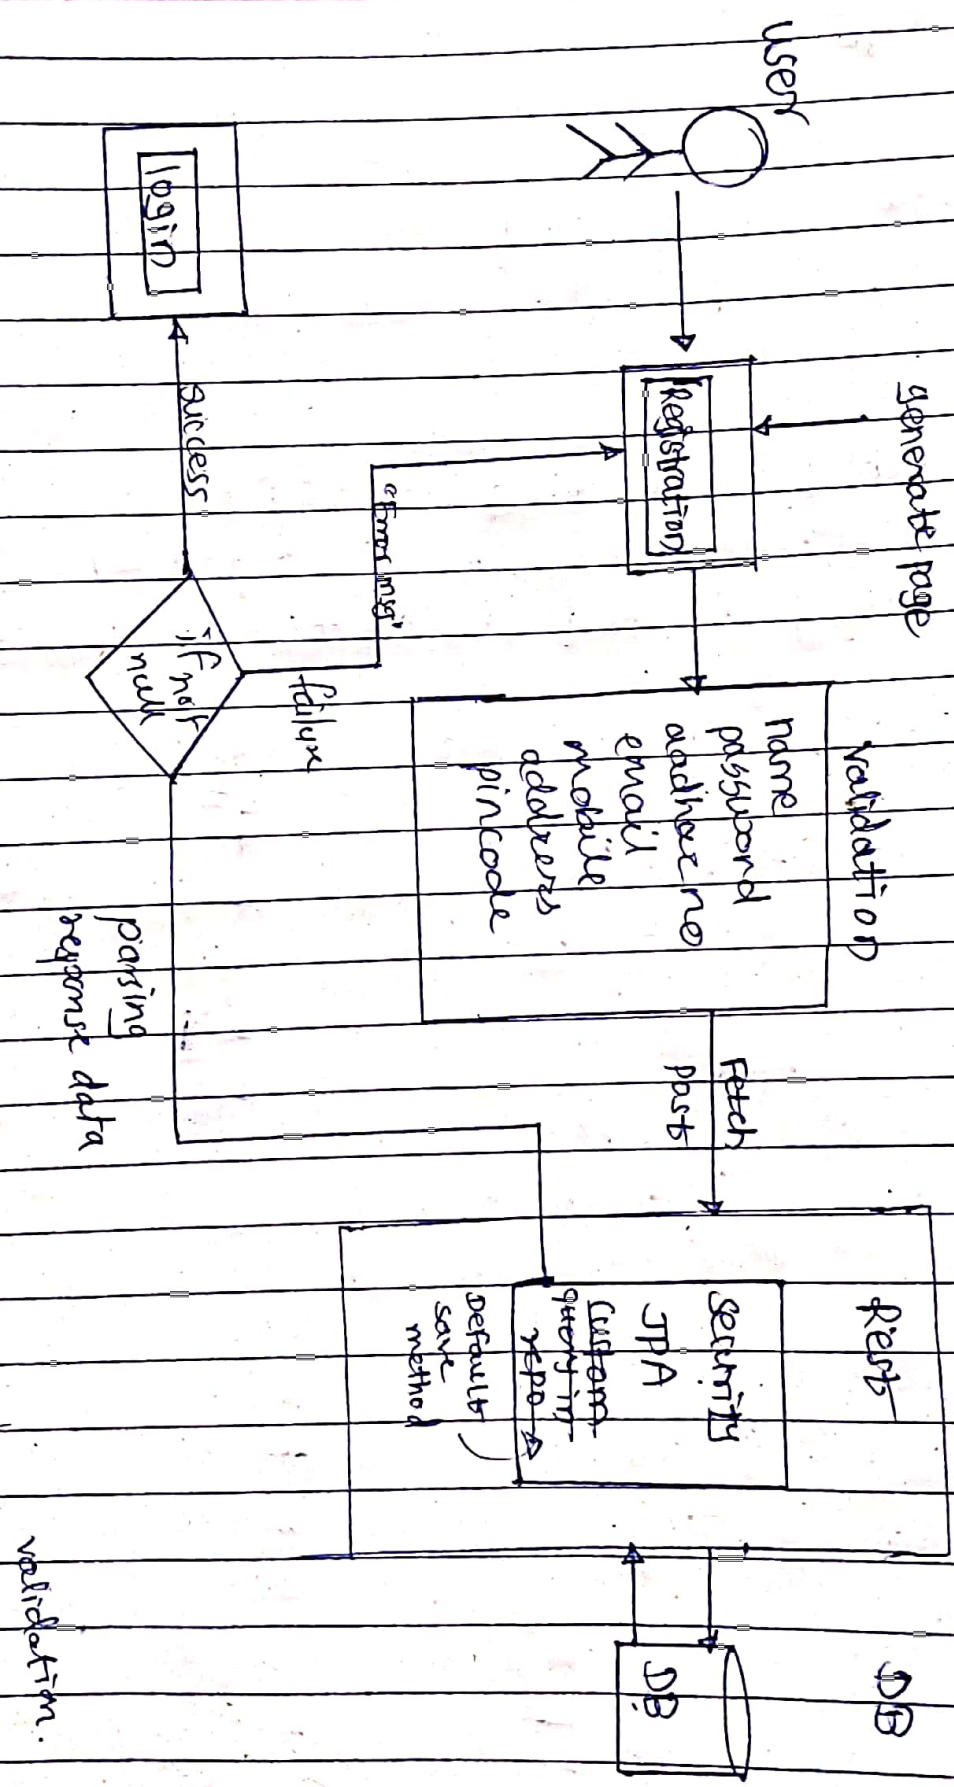 user
generate page
Registration
validation
name
password
aadhar no
email
mobile
address
pincode
Fetch
Post
Rest
Security
JPA
Custom
query in
repo
Default
save
method
DB
DB
"Error msg"
failure
if not
null
success
login
parsing
response data
validation.